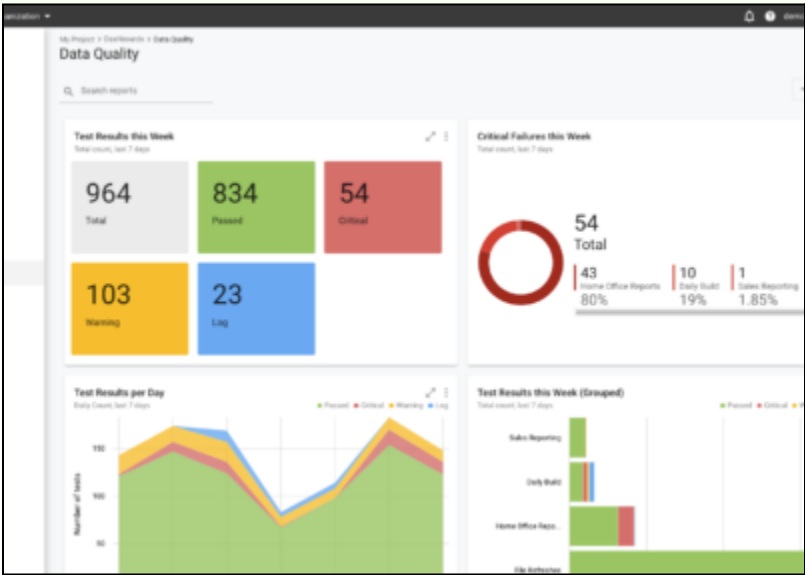 anization
demo
My Project > Dashboards > Data Quality
Data Quality
Search reports
Test Results this Week
Total count, last 7 days
964
Total
834
Passed
54
Critical
103
Warning
23
Log
Critical Failures this Week
Total count, last 7 days
54
Total
43
Home Office Reports
80%
10
Daily Build
19%
1
Sales Reporting
1.85%
Test Results per Day
Daily Count, last 7 days
Passed Critical Warning Log
Number of tests
150
100
50
Test Results this Week (Grouped)
Total count, last 7 days
Passed Critical W
Sales Reporting
Daily Build
Home Office Repo...
File Refreshes